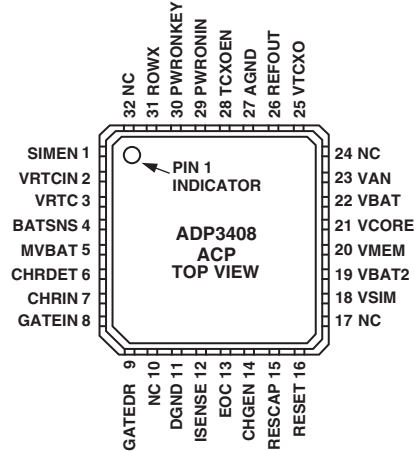 32 NC
31 ROWX
30 PWRONKEY
29 PWRONIN
28 TCXOEN
27 AGND
26 REFOUT
25 VTCXO
SIMEN 1
VRTCIN 2
VRTC 3
BATSNS 4
MVBAT 5
CHRDET 6
CHRIN 7
GATEIN 8
PIN 1
INDICATOR
ADP3408
ACP
TOP VIEW
24 NC
23 VAN
22 VBAT
21 VCORE
20 VMEM
19 VBAT2
18 VSIM
17 NC
GATEDR 9
NC 10
DGND 11
ISENSE 12
EOC 13
CHGEN 14
RESCAP 15
RESET 16